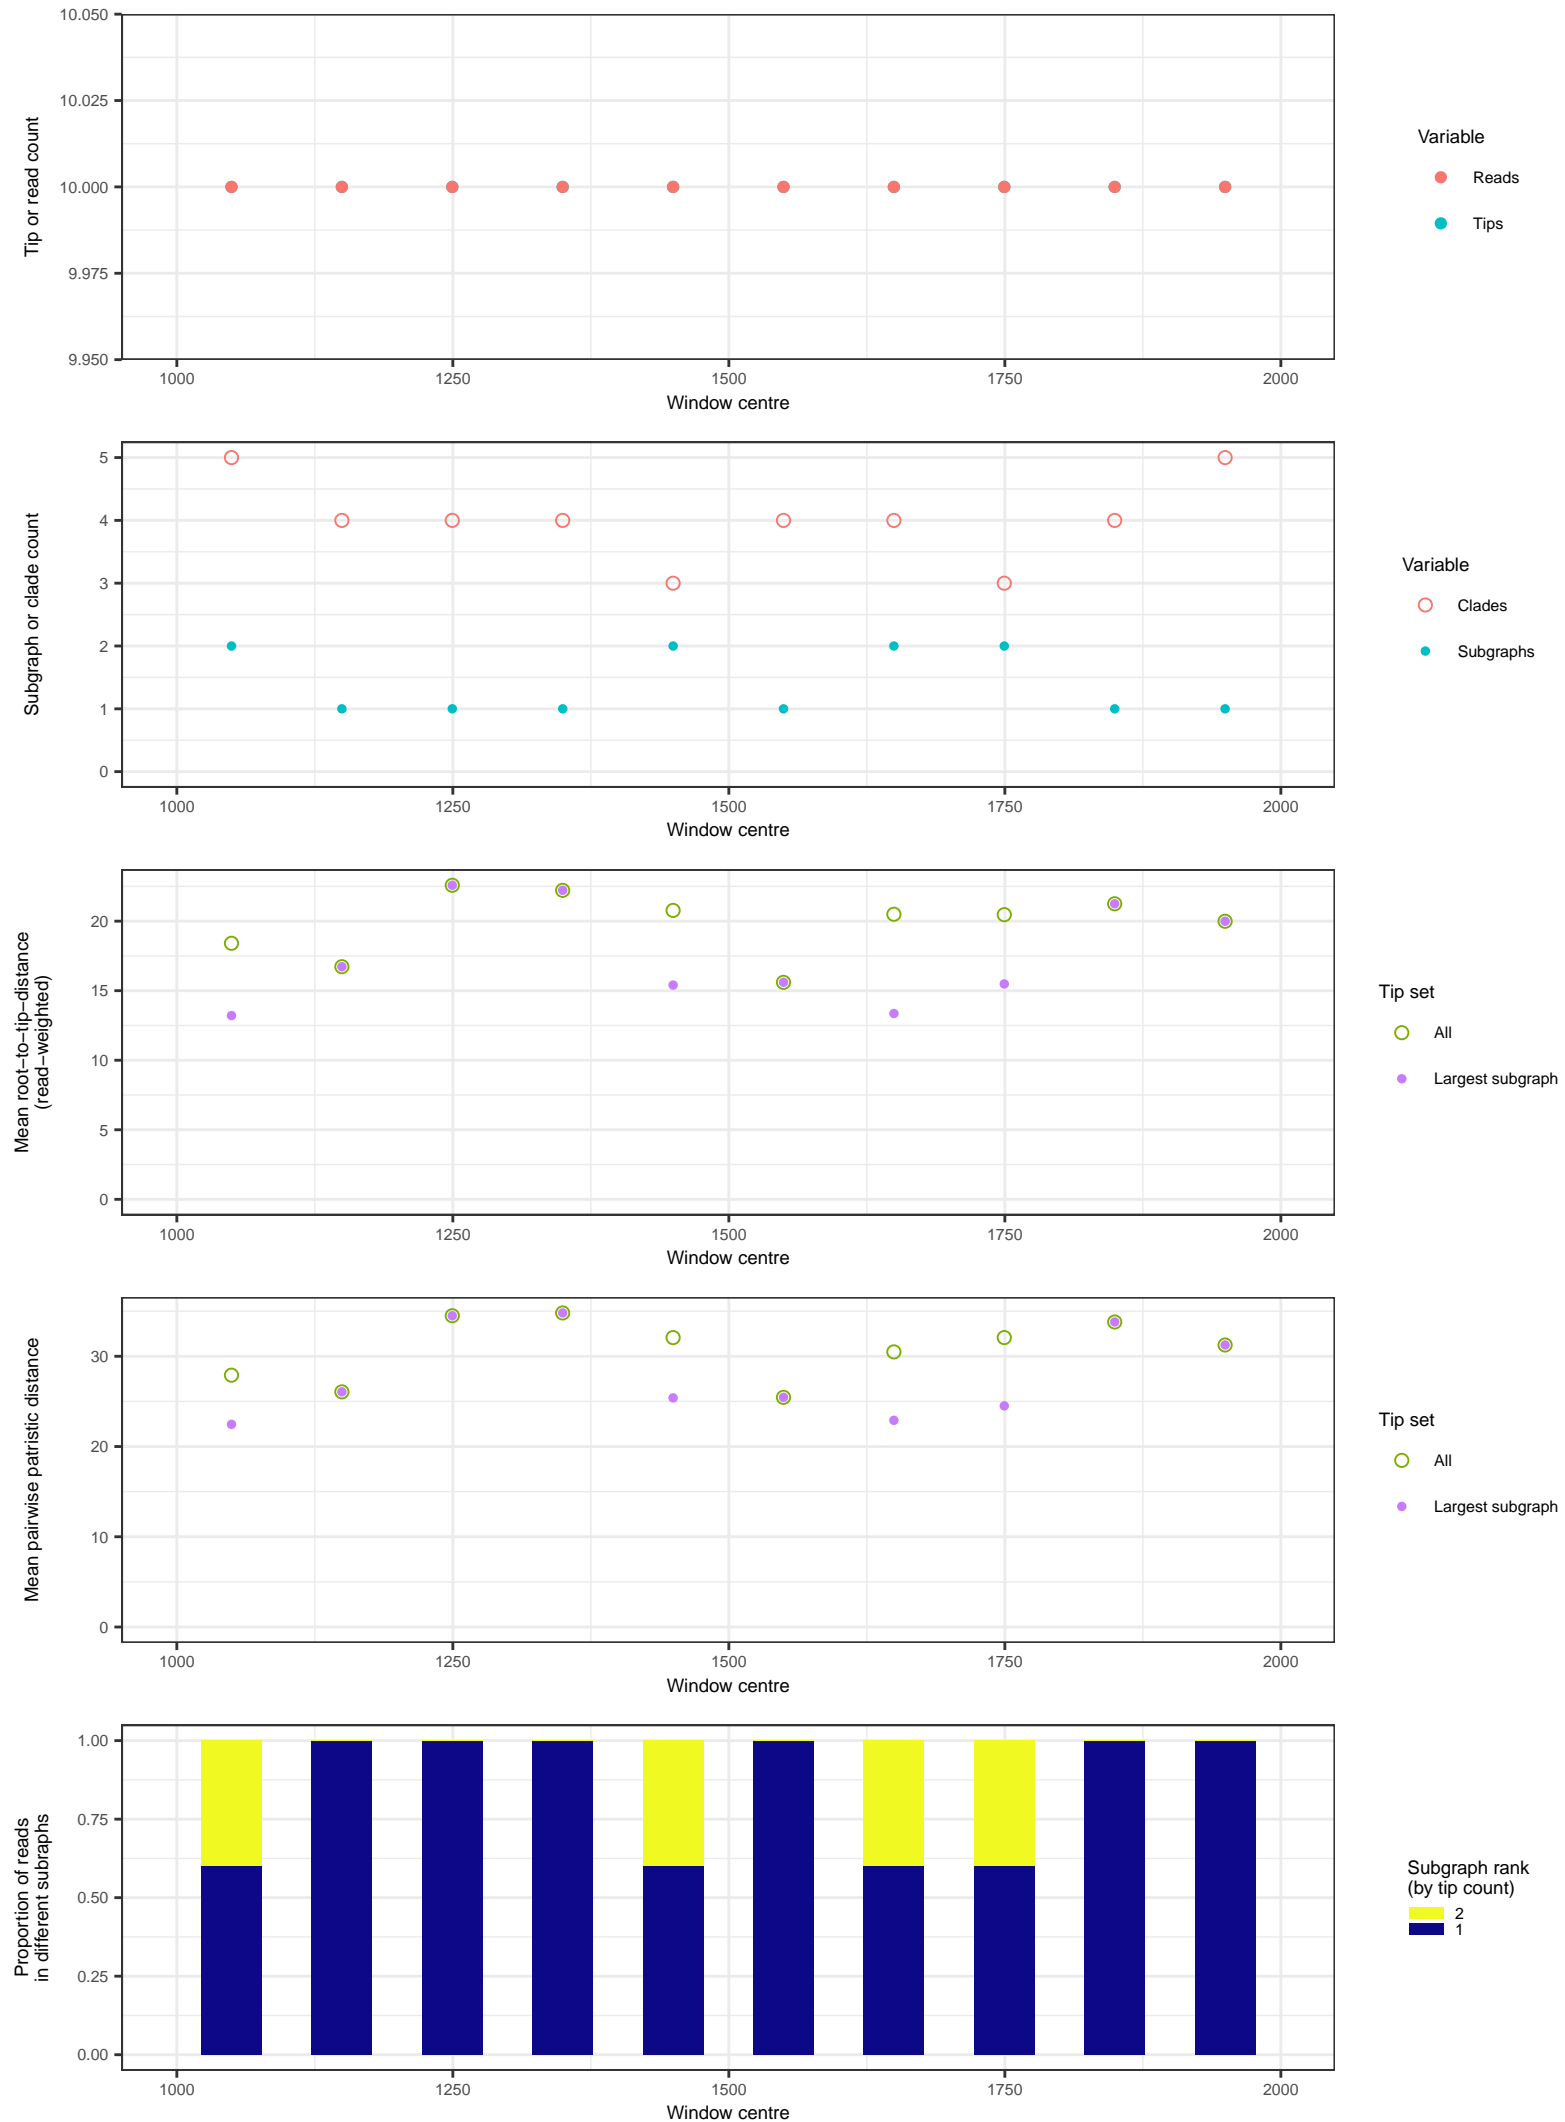 10.050
10.025
10.000
9.975
9.950
Tip or read count
1000 1250 1500 1750 2000
Window centre
Variable
Reads
Tips
5
4
3
2
1
0
Subgraph or clade count
1000 1250 1500 1750 2000
Window centre
Variable
Clades
Subgraphs
20
15
10
5
0
Mean root−to−tip−distance
(read−weighted)
1000 1250 1500 1750 2000
Window centre
Tip set
All
Largest subgraph
30
20
10
0
Mean pairwise patristic distance
1000 1250 1500 1750 2000
Window centre
Tip set
All
Largest subgraph
1.00
0.75
0.50
0.25
0.00
Proportion of reads
in different subraphs
1000 1250 1500 1750 2000
Window centre
Subgraph rank
(by tip count)
2
1